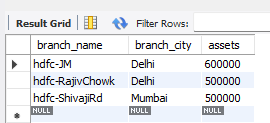 Result Grid Filter Rows:
branch_name branch_city assets
hdfc-JM Delhi 600000
hdfc-RajivChowk Delhi 500000
hdfc-ShivajiRd Mumbai 500000
NULL NULL NULL